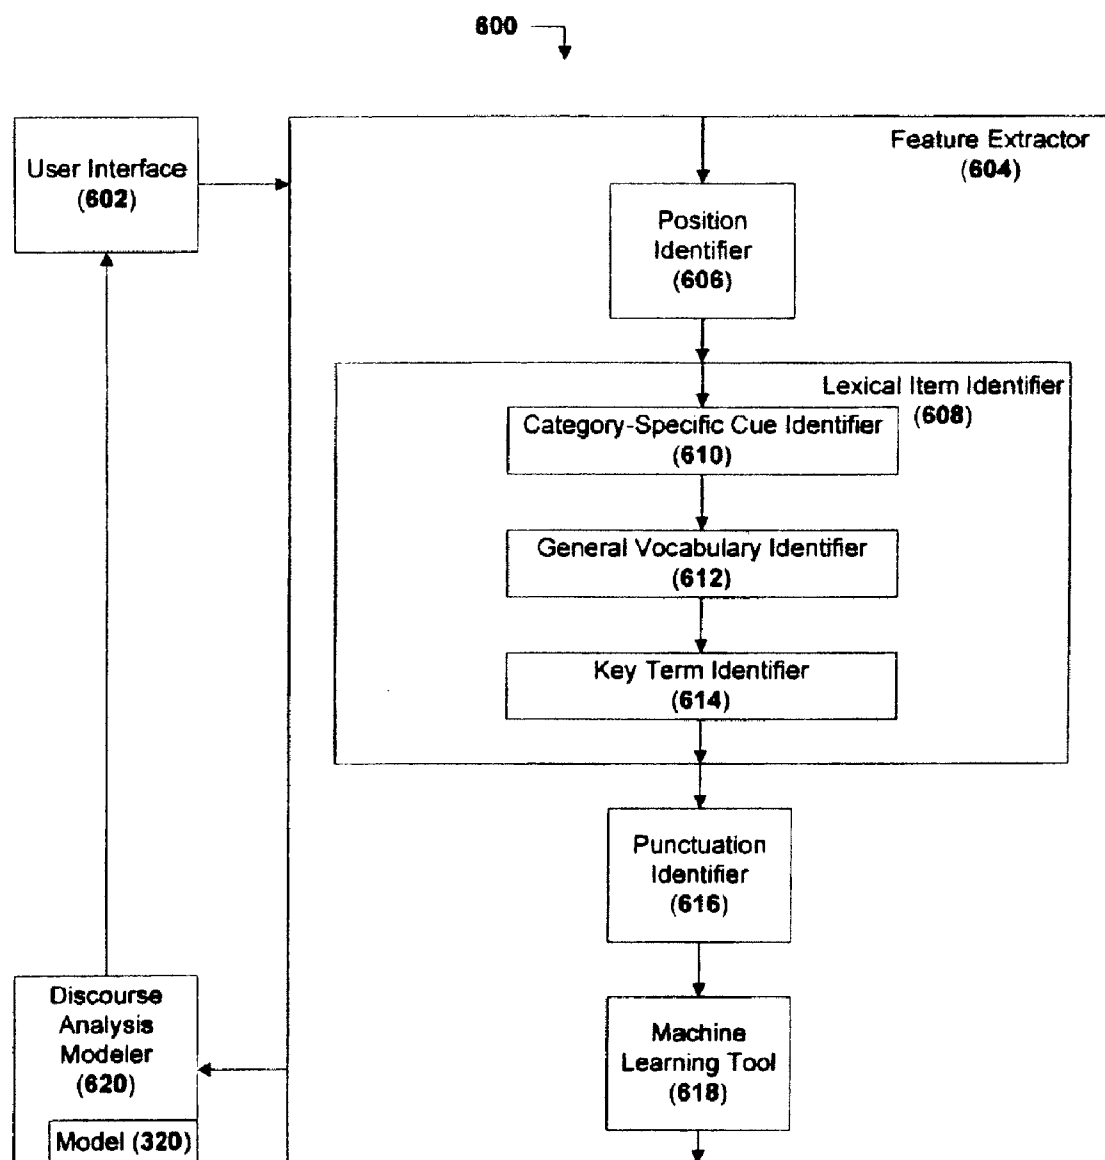 600
User Interface
(602)
Feature Extractor
(604)
Position
Identifier
(606)
Lexical Item Identifier
(608)
Category-Specific Cue Identifier
(610)
General Vocabulary Identifier
(612)
Key Term Identifier
(614)
Punctuation
Identifier
(616)
Discourse
Analysis
Modeler
(620)
Model (320)
Machine
Learning Tool
(618)